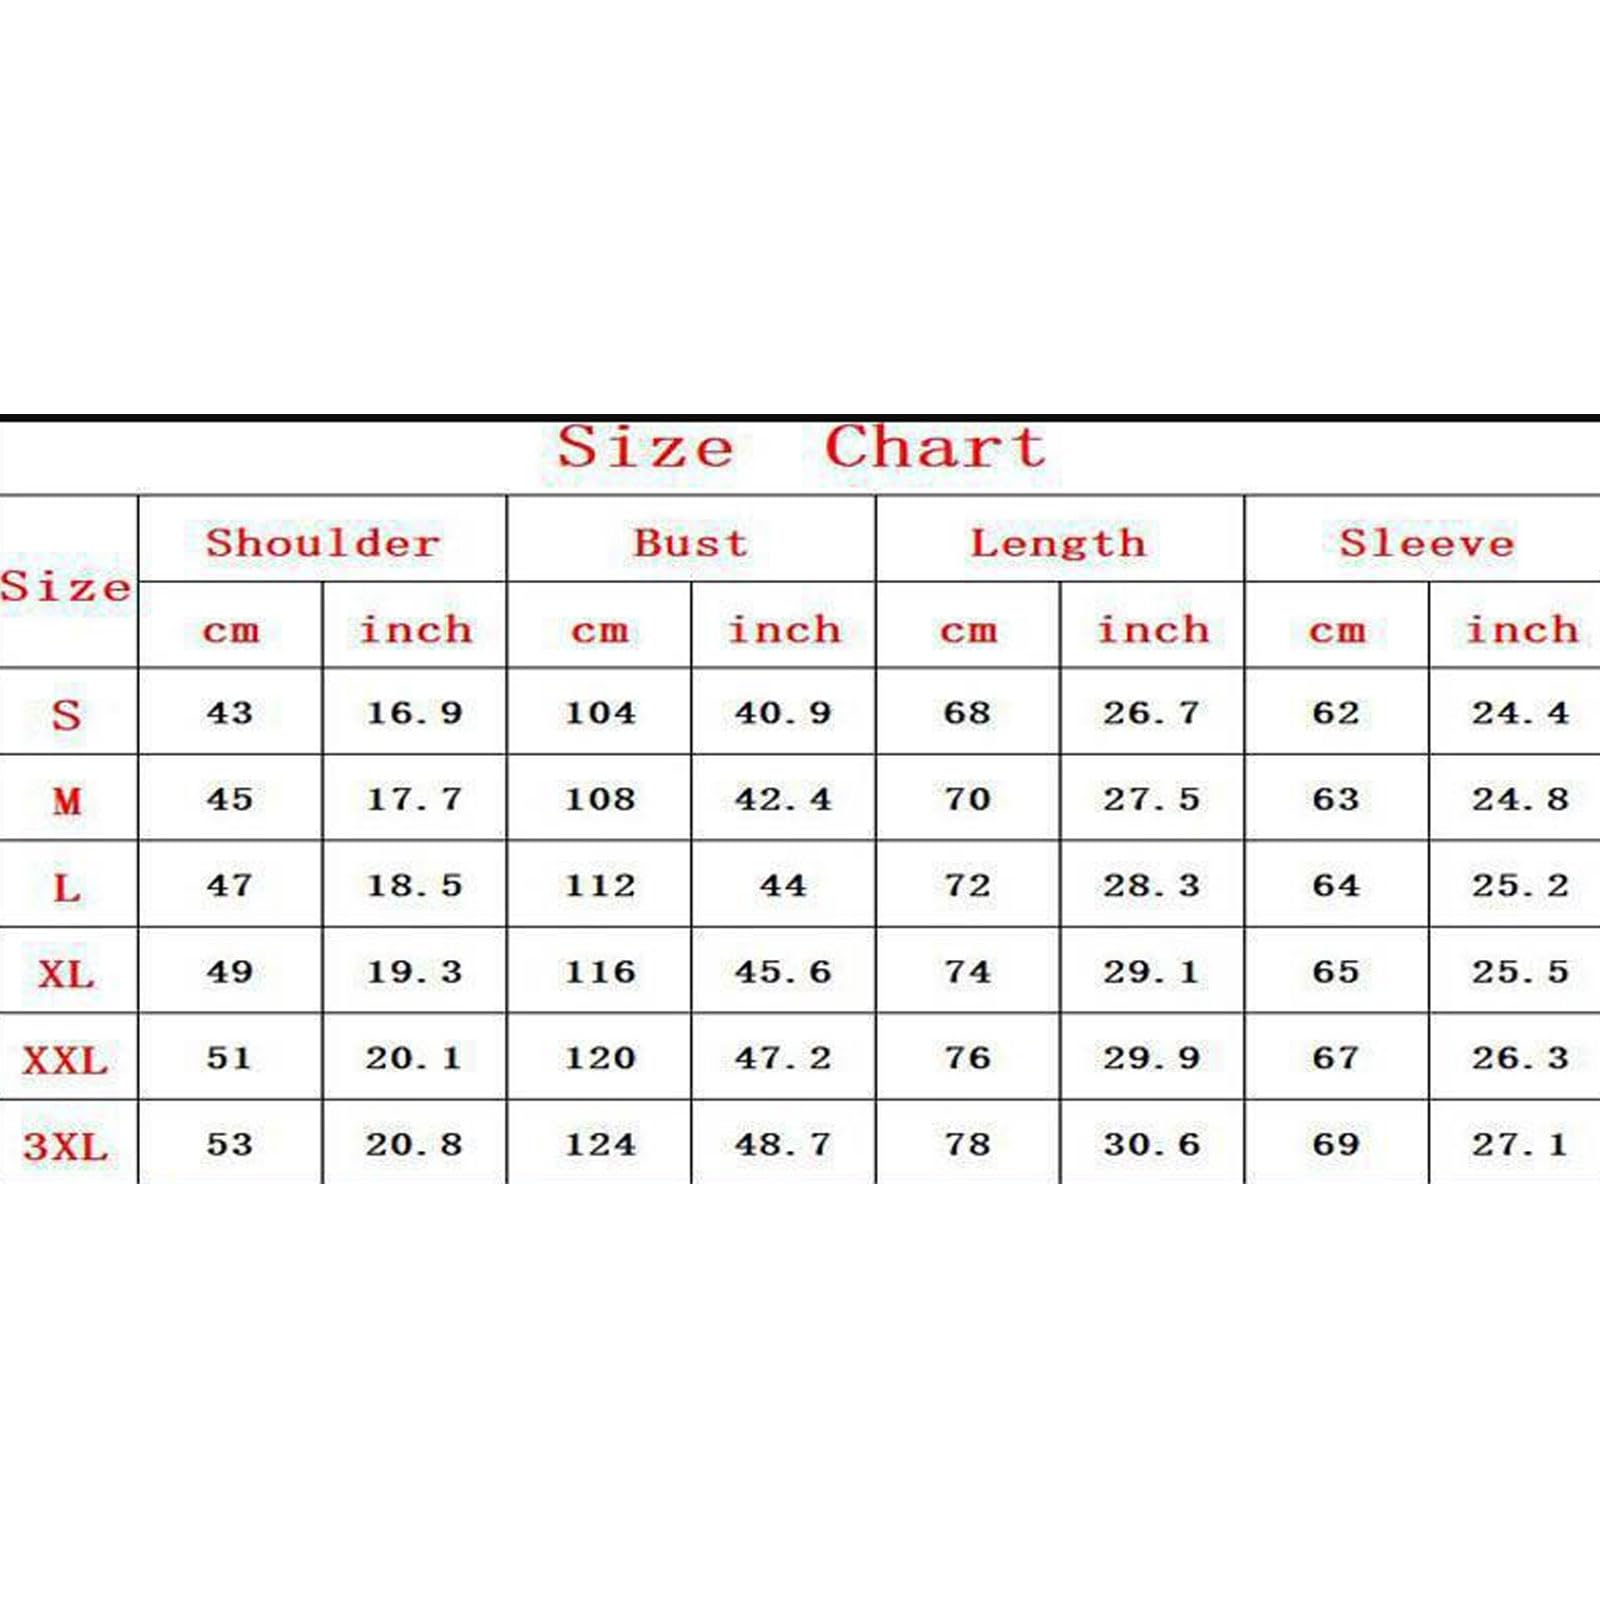 Size Chart
Size Shoulder Bust Length Sleeve
cm inch cm inch cm inch cm inch
S 43 16.9 104 40.9 68 26.7 62 24.4
M 45 17.7 108 42.4 70 27.5 63 24.8
L 47 18.5 112 44 72 28.3 64 25.2
XL 49 19.3 116 45.6 74 29.1 65 25.5
XXL 51 20.1 120 47.2 76 29.9 67 26.3
3XL 53 20.8 124 48.7 78 30.6 69 27.1